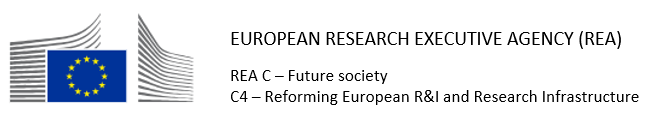 EUROPEAN RESEARCH EXECUTIVE AGENCY (REA)
REA C – Future society
C4 – Reforming European R&I and Research Infrastructure